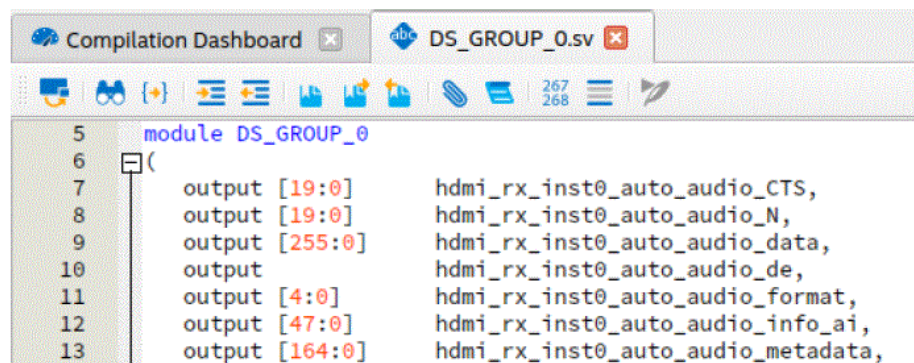 Compilation Dashboard DS_GROUP_0.sv
267
268
5 module DS_GROUP_0
6 (
7 output [19:0] hdmi_rx_inst0_auto_audio_CTS,
8 output [19:0] hdmi_rx_inst0_auto_audio_N,
9 output [255:0] hdmi_rx_inst0_auto_audio_data,
10 output hdmi_rx_inst0_auto_audio_de,
11 output [4:0] hdmi_rx_inst0_auto_audio_format,
12 output [47:0] hdmi_rx_inst0_auto_audio_info_ai,
13 output [164:0] hdmi_rx_inst0_auto_audio_metadata,